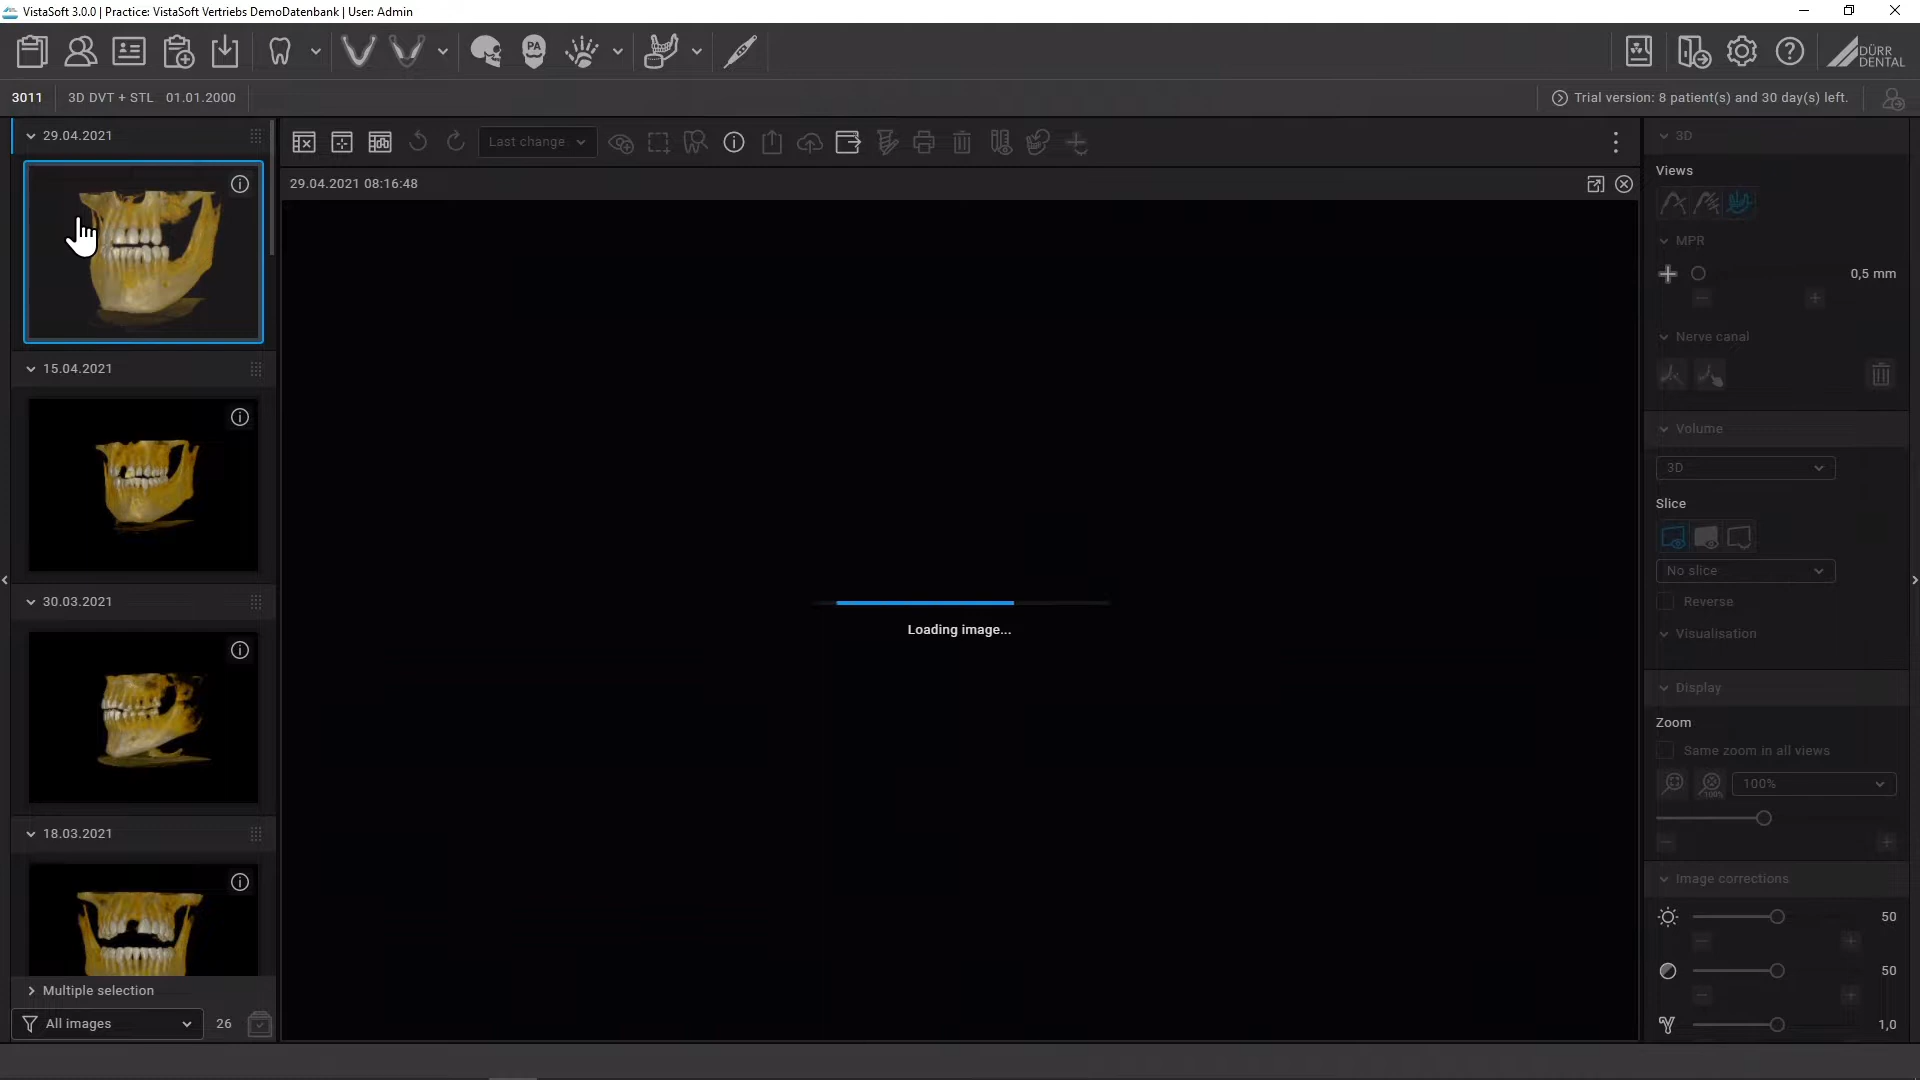 VistaSoft 3.0.0 | Practice: VistaSoft Vertriebs DemoDatenbank | User: Admin
PA
DÜRR
DENTAL
3011
3D DVT + STL 01.01.2000
Trial version: 8 patient(s) and 30 day(s) left.
29.04.2021
Last change
3D
29.04.2021 08:16:48
Views
MPR
0,5 mm
Nerve canal
15.04.2021
Volume
3D
Slice
No slice
30.03.2021
Reverse
Loading image...
Visualisation
Display
Zoom
Same zoom in all views
100%
100%
18.03.2021
Image corrections
50
50
Multiple selection
All images
26
1,0